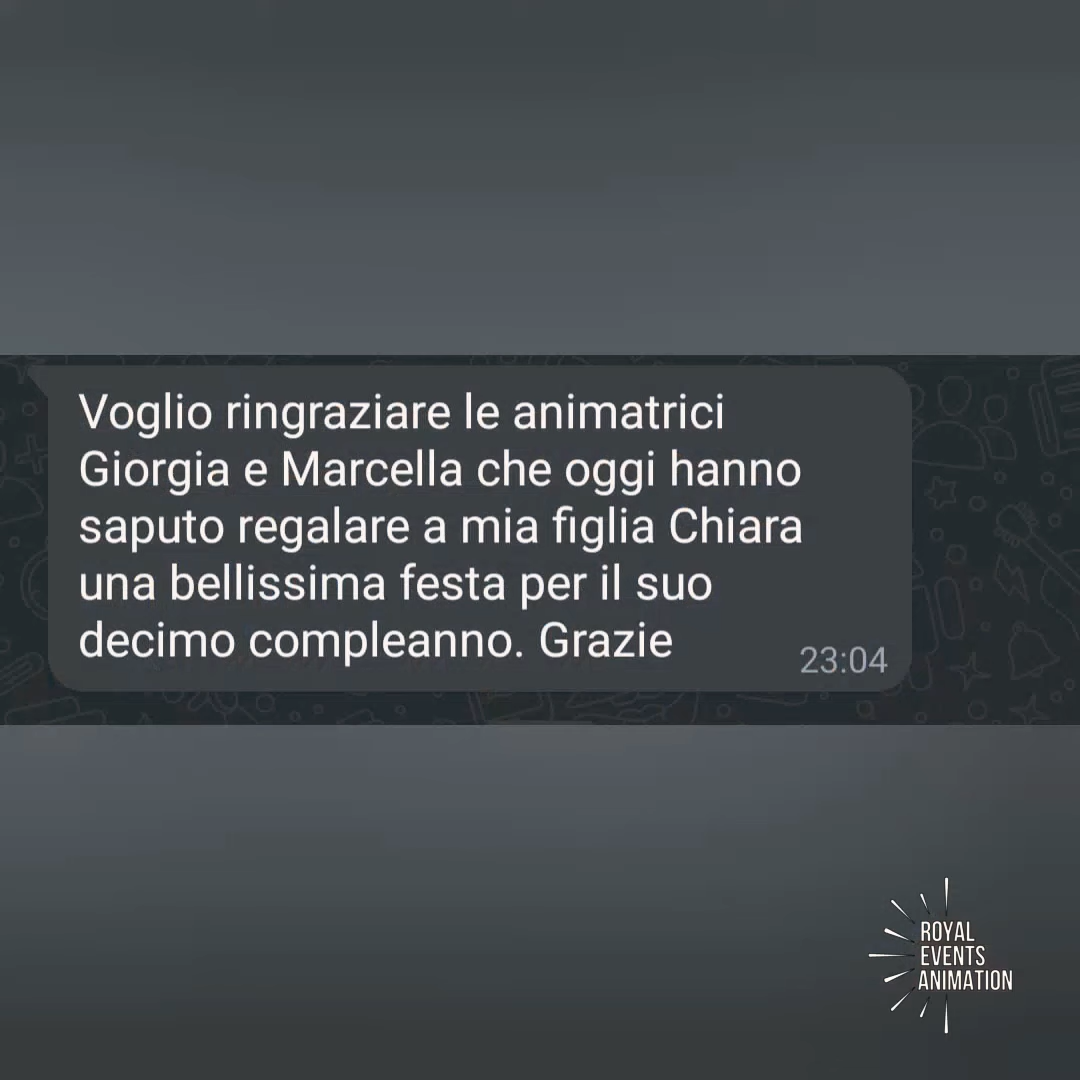 Voglio ringraziare le animatrici
Giorgia e Marcella che oggi hanno
saputo regalare a mia figlia Chiara
una bellissima festa per il suo
decimo compleanno. Grazie
23:04
ROYAL
EVENTS
ANIMATION